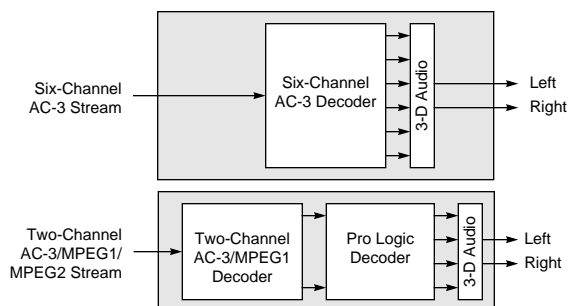 Six-Channel
AC-3 Stream
Six-Channel
AC-3 Decoder
3-D Audio
Left
Right
Two-Channel
AC-3/MPEG1/
MPEG2 Stream
Two-Channel
AC-3/MPEG1
Decoder
Pro Logic
Decoder
3-D Audio
Left
Right